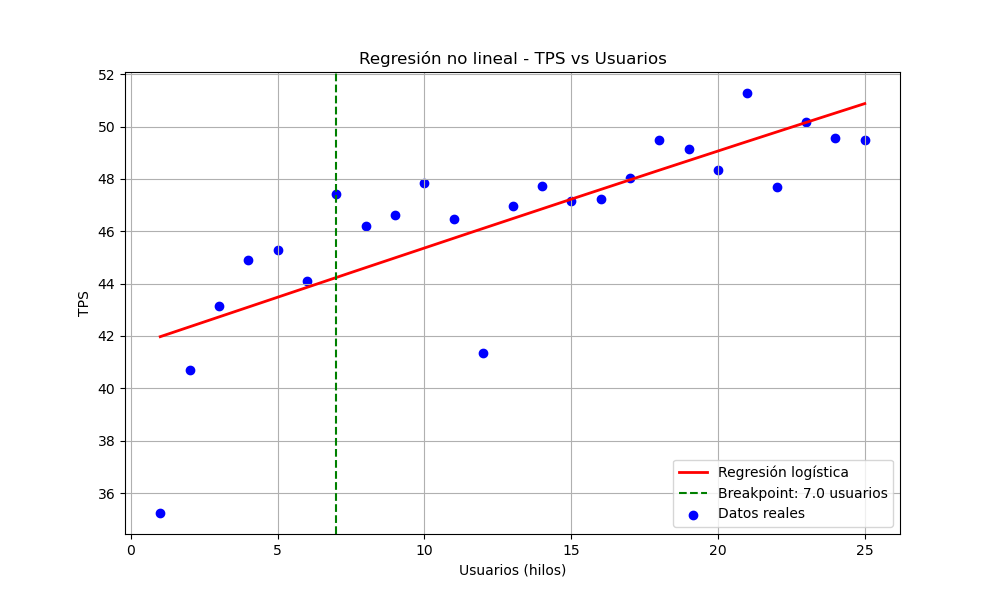 Regresión no lineal - TPS vs Usuarios
52
50
48
46
44
42
40
38
36
TPS
0
5
10
15
20
25
Usuarios (hilos)
Regresión logística
Breakpoint: 7.0 usuarios
Datos reales